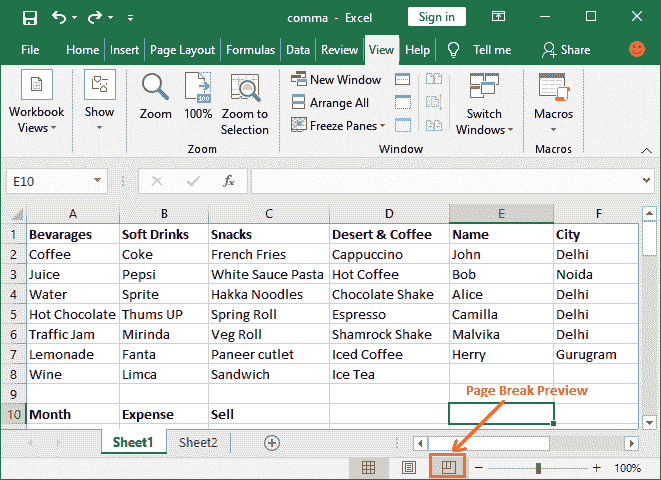 comma - Excel
Sign in
File Home Insert Page Layout Formulas Data Review View Help Tell me Share
Workbook Views
Show
Zoom
100
100%
Zoom to Selection
Zoom
New Window
Arrange All
Freeze Panes
Switch Windows
Window
Macros
Macros
E10
fx
A B C D E F
1 Bevarages Soft Drinks Snacks Desert & Coffee Name City
2 Coffee Coke French Fries Cappuccino John Delhi
3 Juice Pepsi White Sauce Pasta Hot Coffee Bob Noida
4 Water Sprite Hakka Noodles Chocolate Shake Alice Delhi
5 Hot Chocolate Thums UP Spring Roll Espresso Camilla Delhi
6 Traffic Jam Mirinda Veg Roll Shamrock Shake Malvika Delhi
7 Lemonade Fanta Paneer cutlet Iced Coffee Herry Gurugram
8 Wine Limca Sandwich Ice Tea
9 Page Break Preview
10 Month Expense Sell
Sheet1 Sheet2
100%